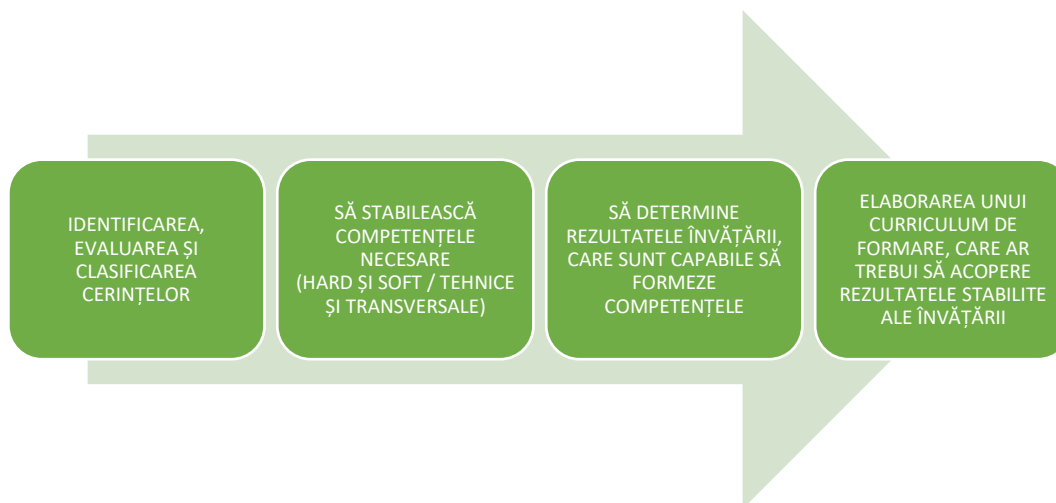 IDENTIFICAREA,
EVALUAREA ȘI
CLASIFICAREA
CERINȚELOR
SĂ STABILEASCĂ
COMPETENȚELE
NECESARE
(HARD ȘI SOFT / TEHNICE
ȘI TRANSVERSALE)
SĂ DETERMINE
REZULTATELE ÎNVĂȚĂRII,
CARE SUNT CAPABILE SĂ
FORMEZE
COMPETENȚELE
ELABORAREA UNUI
CURRICULUM DE
FORMARE, CARE AR
TREBUI SĂ ACOPERE
REZULTATELE STABILITE
ALE ÎNVĂȚĂRII